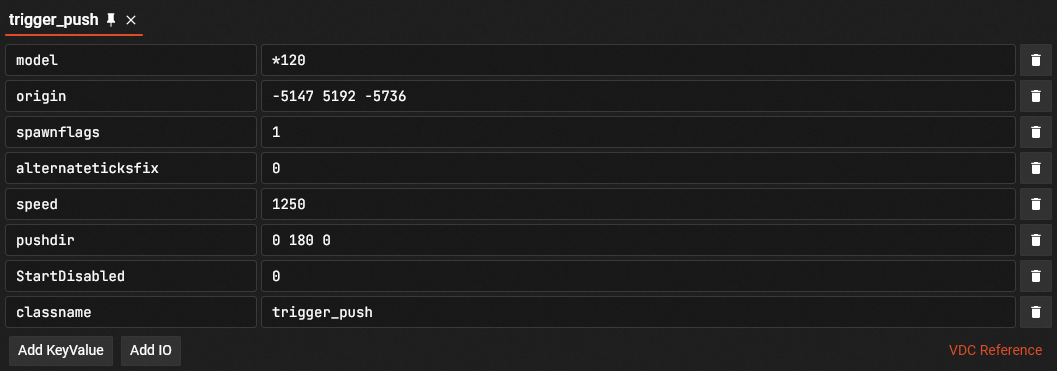 trigger_push
model *120
origin -5147 5192 -5736
spawnflags 1
alternateticksfix 0
speed 1250
pushdir 0 180 0
StartDisabled 0
classname trigger_push
Add KeyValue Add IO VDC Reference